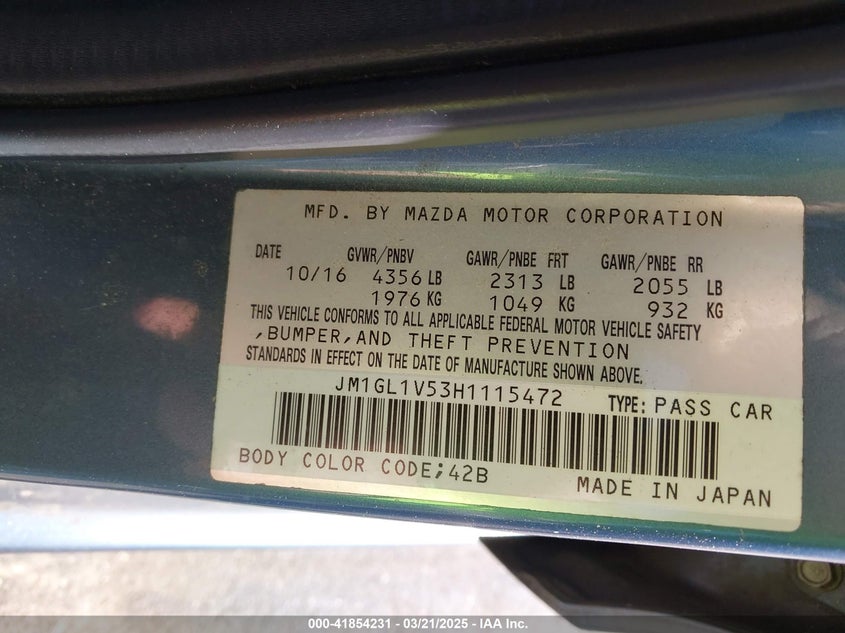 MFD. BY MAZDA MOTOR CORPORATION
DATE GVWR/PNBV GAWR/PNBE FRT GAWR/PNBE RR
10/16 4356 LB 2313 LB 2055 LB
1976 KG 1049 KG 932 KG
THIS VEHICLE CONFORMS TO ALL APPLICABLE FEDERAL MOTOR VEHICLE SAFETY
,BUMPER,AND THEFT PREVENTION
STANDARDS IN EFFECT ON THE DATE OF MANUFACTURE SHOWN ABOVE.
JM1GL1V53H1115472 TYPE: PASS CAR
BODY COLOR CODE;42B
MADE IN JAPAN
000-41854231 - 03/21/2025 - IAA Inc.